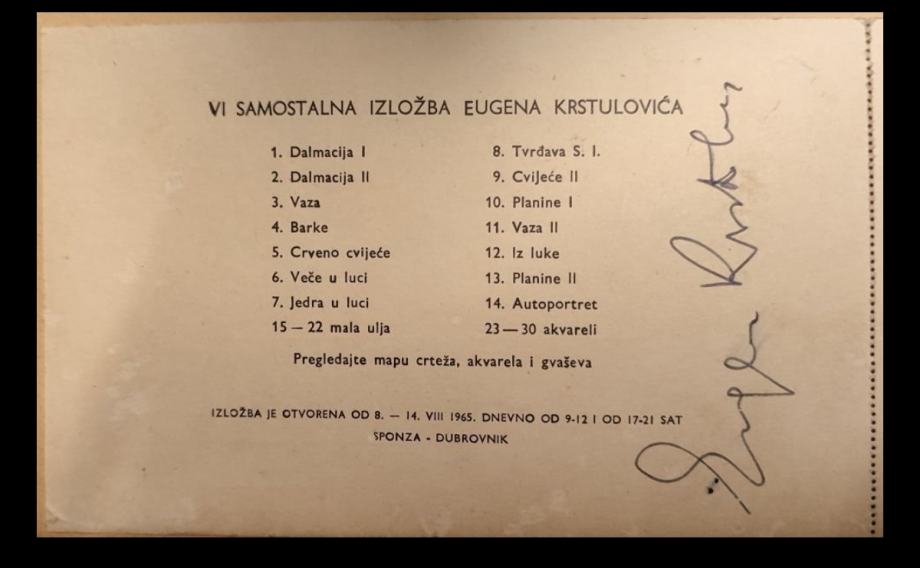 VI SAMOSTALNA IZLOŽBA EUGENA KRSTULOVIĆA
1. Dalmacija I
2. Dalmacija II
3. Vaza
4. Barke
5. Crveno cvijeće
6. Veče u luci
7. Jedra u luci
15 — 22 mala ulja
8. Tvrđava S. I.
9. Cvijeće II
10. Planine I
11. Vaza II
12. Iz luke
13. Planine II
14. Autoportret
23 — 30 akvareli
Pregledajte mapu crteža, akvarela i gvaševa
IZLOŽBA JE OTVORENA OD 8. — 14. VIII 1965. DNEVNO OD 9-12 I OD 17-21 SAT
SPONZA - DUBROVNIK